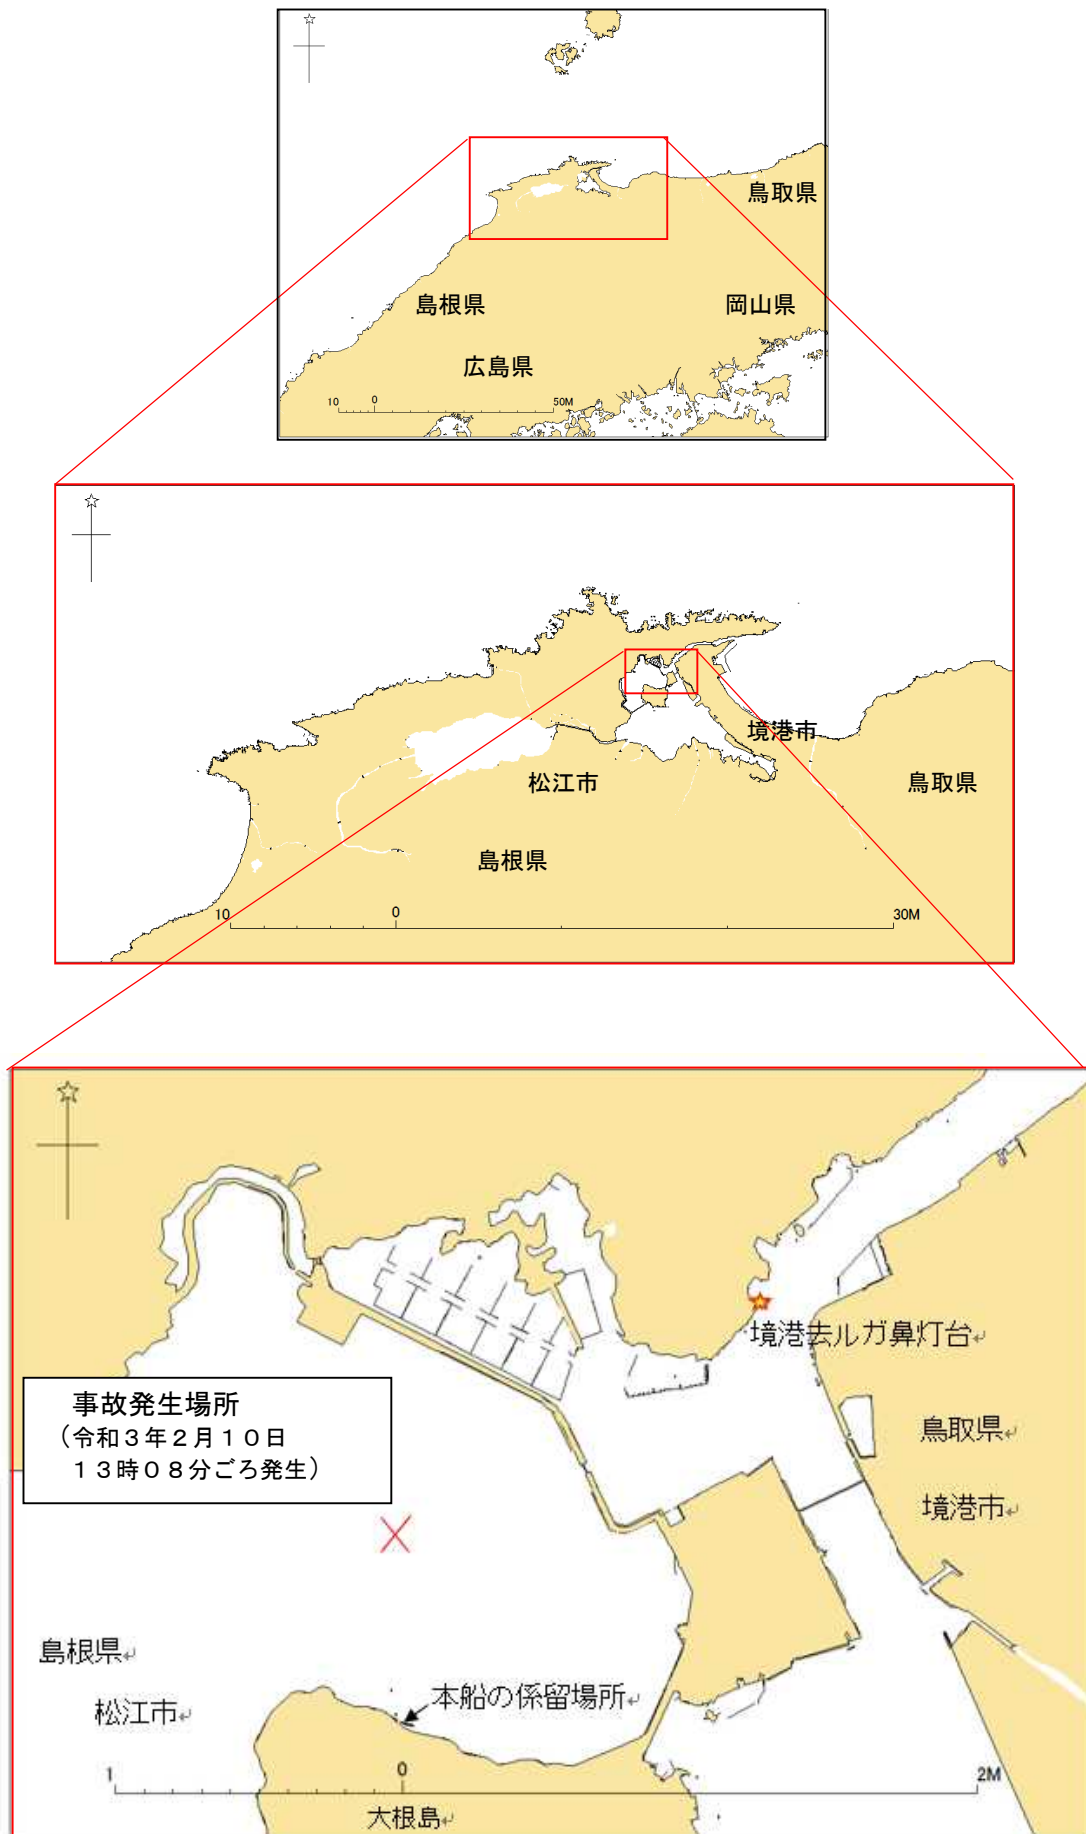 鳥取県
島根県
岡山県
広島県
10 0 50M
境港市
松江市
鳥取県
島根県
10 0 30M
境港去ルガ鼻灯台↵
事故発生場所
（令和３年２月１０日
１３時０８分ごろ発生）
鳥取県↵
境港市↵
島根県↵
本船の係留場所↵
松江市↵
1 0 2M
大根島↵